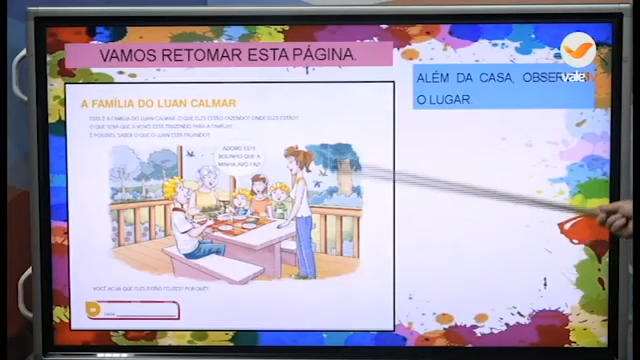 VAMOS RETOMAR ESTA PÁGINA.
vale
ALÉM DA CASA, OBSERVEM
O LUGAR.
A FAMÍLIA DO LUAN CALMAR
ESTA É A FAMÍLIA DO LUAN CALMAR. O QUE ELES ESTÃO FAZENDO? ONDE ELES ESTÃO?
O QUE SERÁ QUE A VOVÓ ESTÁ TRAZENDO PARA A FAMÍLIA?
É POSSÍVEL SABER O QUE O LUAN ESTÁ FALANDO?
ADORO ESTE
BOLINHO QUE A
MINHA AVÓ FAZ!
VOCÊ ACHA QUE ELES ESTÃO FELIZES? POR QUÊ?